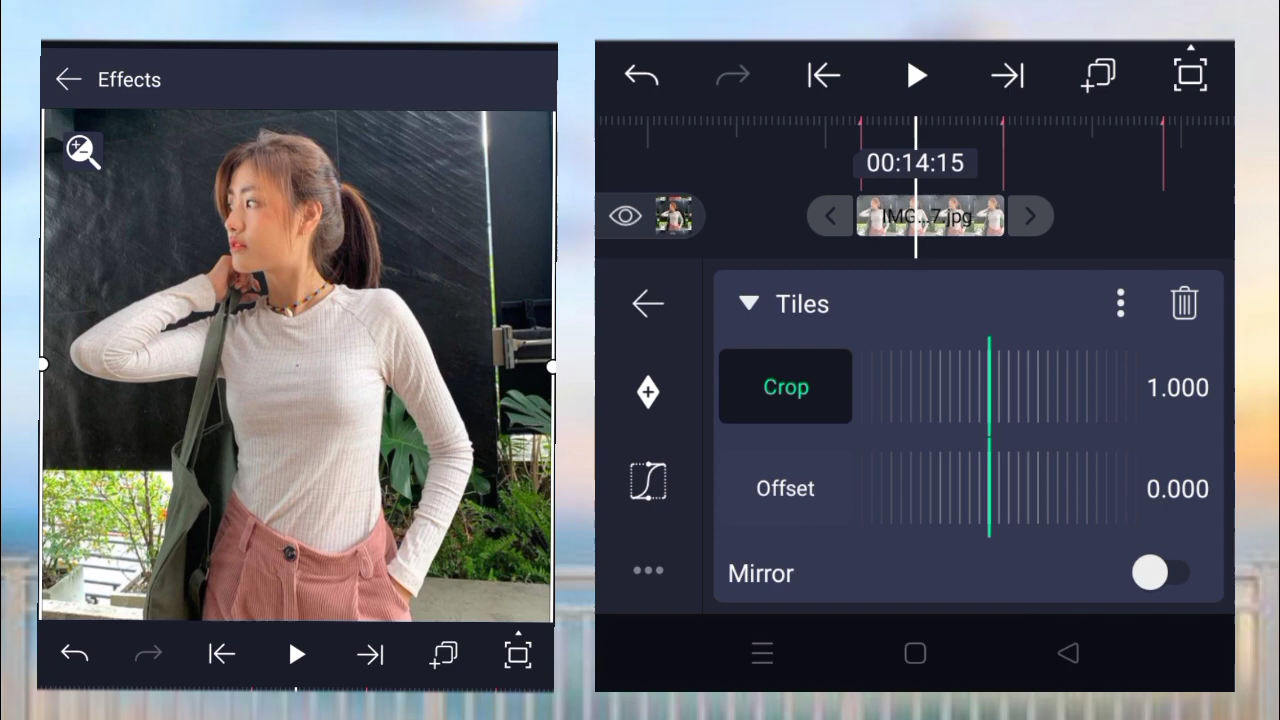 Effects
00:14:15
IMG...7.jpg
Tiles
Crop
1.000
Offset
0.000
Mirror